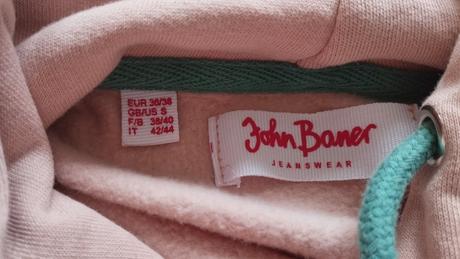 EUR 36/38
GB/US S
F/B 38/40
IT 42/44
John Baner
JEANSWEAR